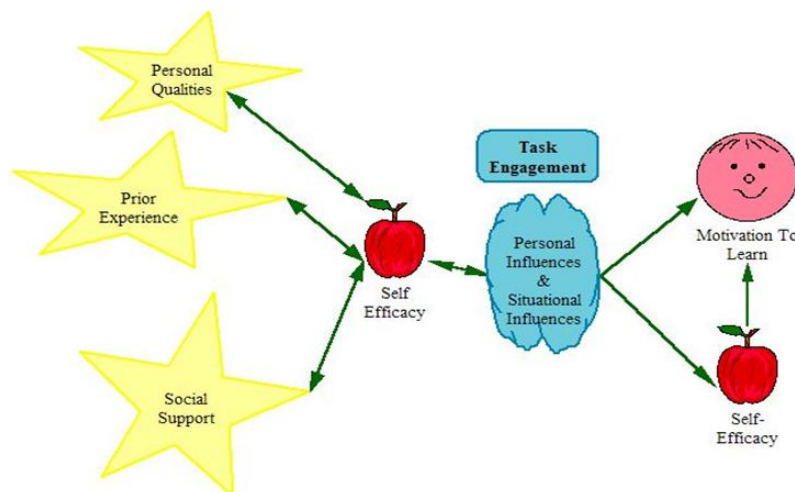 Personal
Qualities
Prior
Experience
Social
Support
Self
Efficacy
Task
Engagement
Personal
Influences
&
Situational
Influences
Motivation To
Learn
Self-
Efficacy